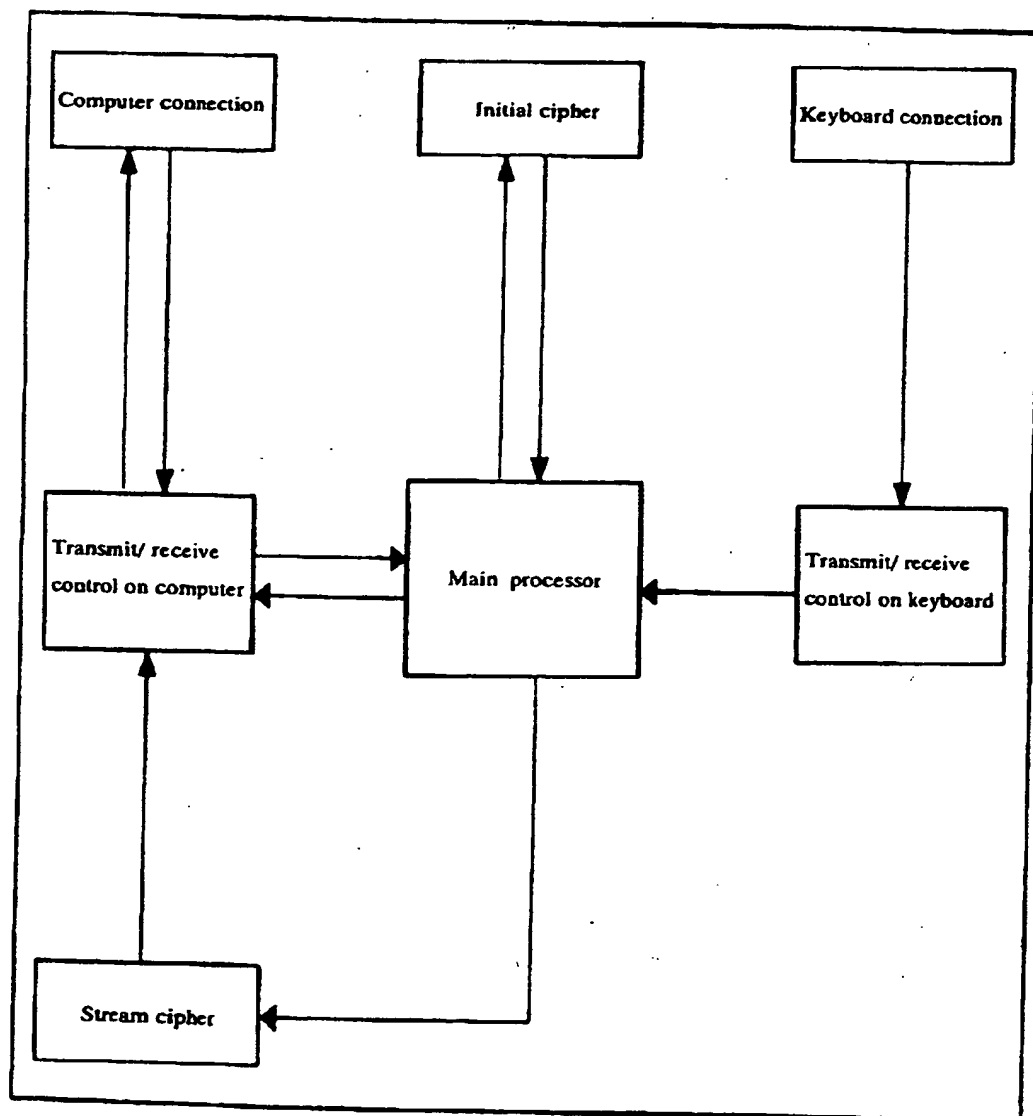 Computer connection
Initial cipher
Keyboard connection
Transmit/ receive
control on computer
Main processor
Transmit/ receive
control on keyboard
Stream cipher